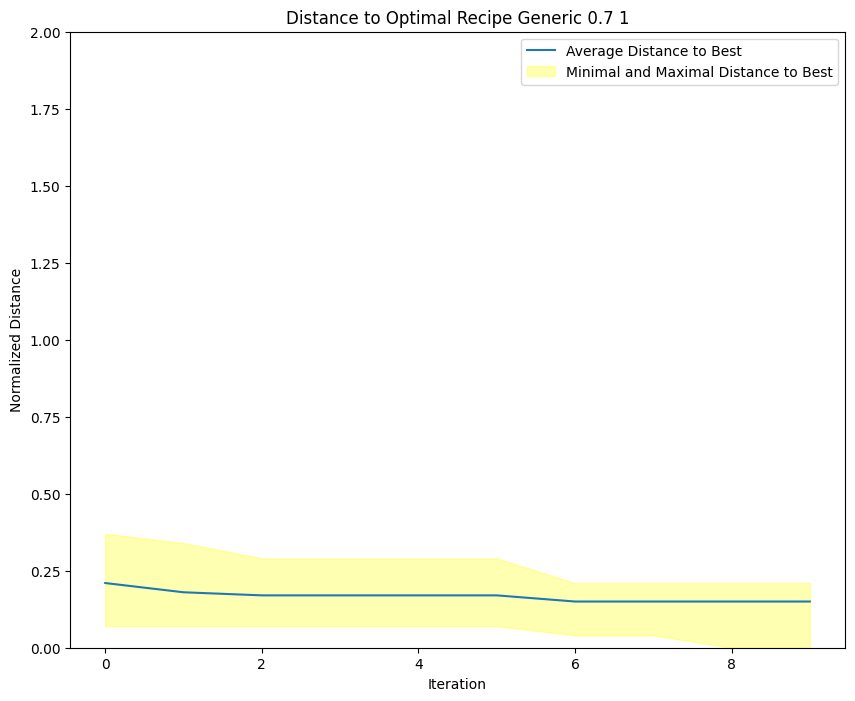 Distance to Optimal Recipe Generic 0.7 1
2.00
Average Distance to Best
Minimal and Maximal Distance to Best
1.75
1.50
1.25
1.00
0.75
0.50
0.25
0.00
Normalized Distance
0 2 4 6 8
Iteration